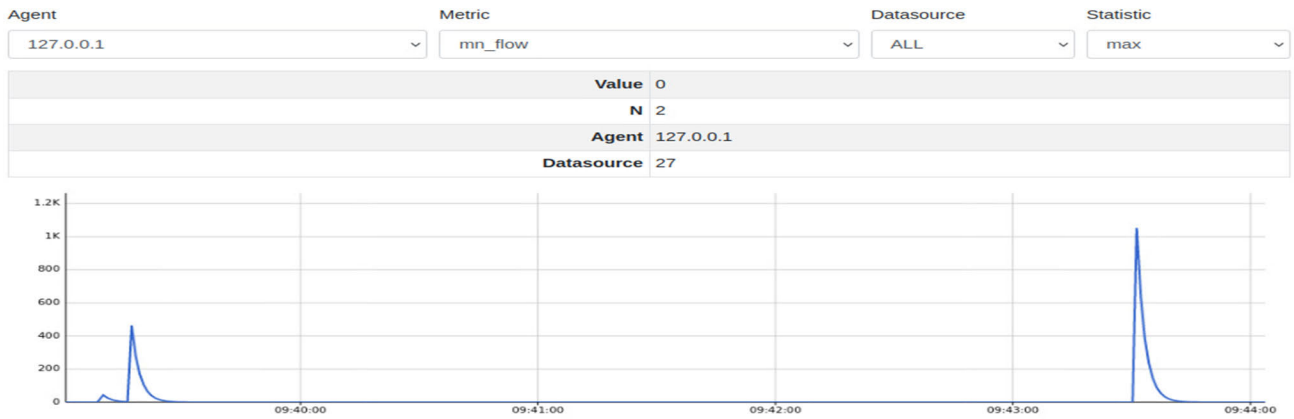 Agent Metric Datasource Statistic
127.0.0.1 mn_flow ALL max
Value 0
N 2
Agent 127.0.0.1
Datasource 27
1.2K
1K
800
600
400
200
0
09:40:00 09:41:00 09:42:00 09:43:00 09:44:00